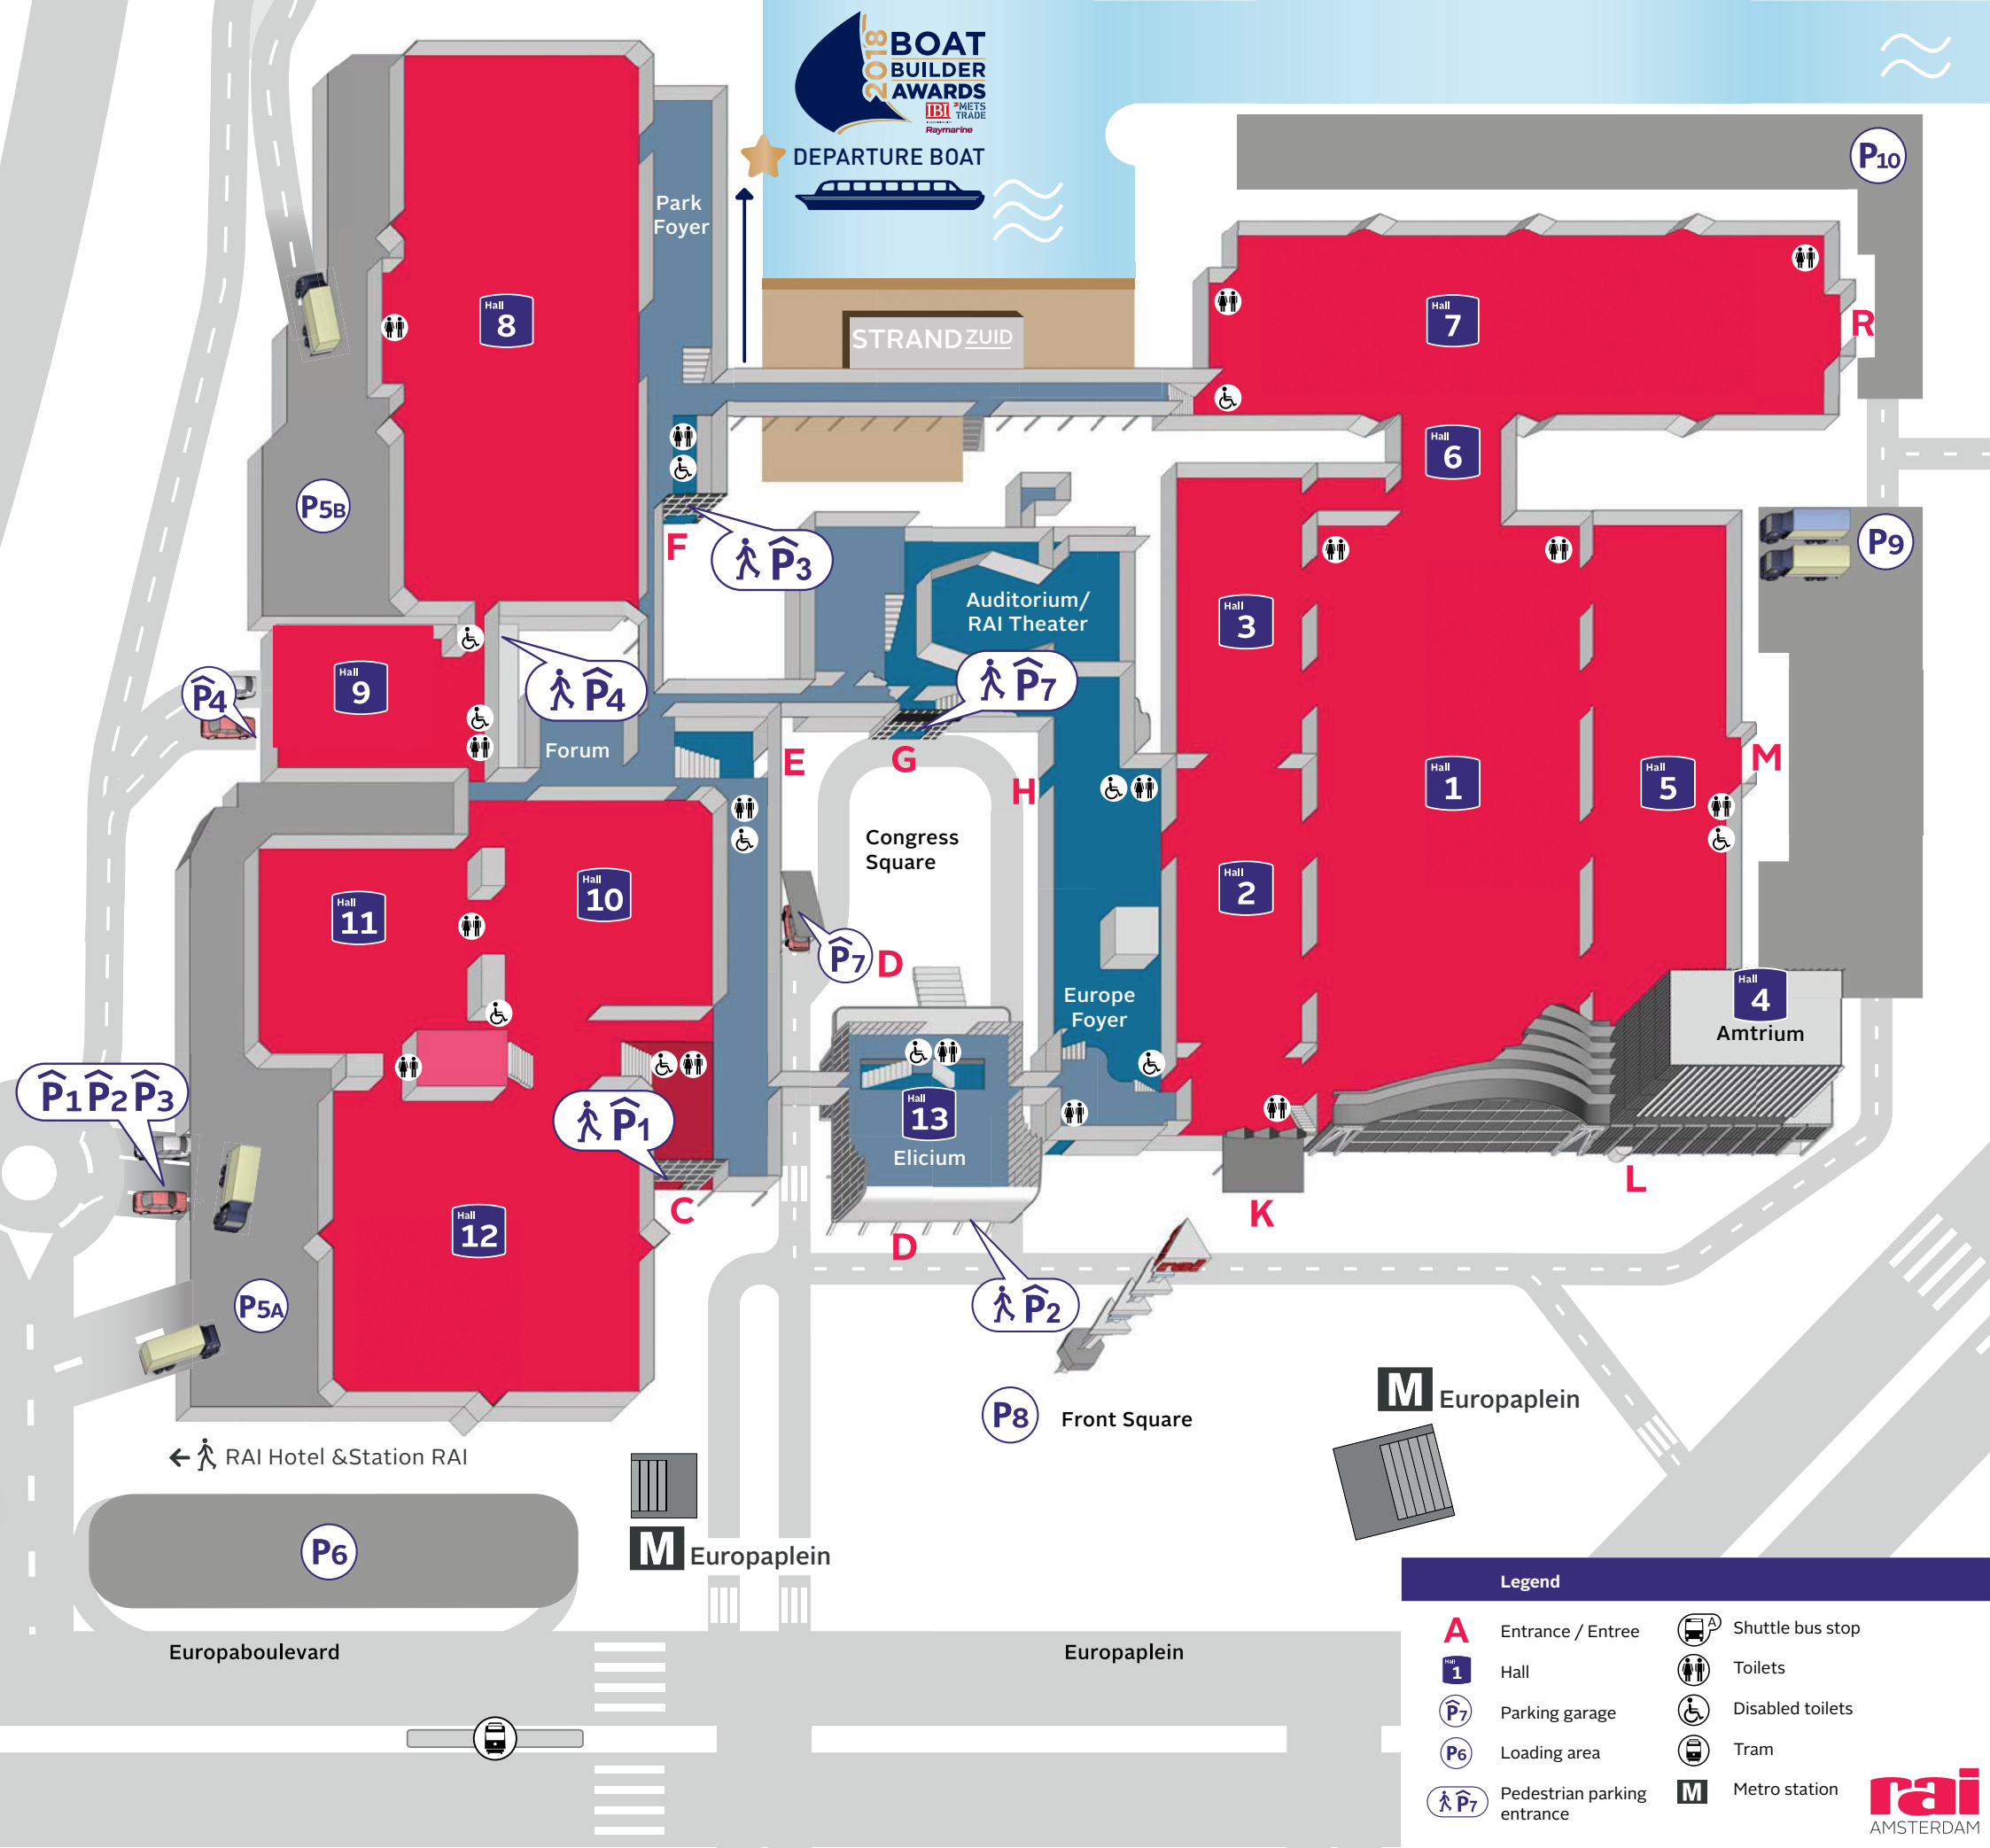 2018
BOAT
BUILDER
AWARDS
IBI METS
TRADE
Raymarine
DEPARTURE BOAT
P10
Park
Foyer
Hall
8
Hall
7
R
STRAND ZUID
Hall
6
P5B
P9
F
P3
Auditorium/
RAI Theater
Hall
3
Hall
9
P4
P4
P7
Forum
E
G
H
M
Hall
1
Hall
5
Congress
Square
Hall
10
Hall
11
Hall
2
P7
D
Europe
Foyer
Hall
4
Amtrium
P1 P2 P3
P1
Hall
13
Elicium
C
L
K
Hall
12
D
rai
P5A
P2
M Europaplein
P8 Front Square
RAI Hotel &Station RAI
P6
M Europaplein
Legend
A Entrance / Entree
Hall
1
Hall
P7 Parking garage
P6 Loading area
P7 Pedestrian parking
entrance
A Shuttle bus stop
Toilets
Disabled toilets
Tram
M Metro station
Europaboulevard
Europaplein
rai
AMSTERDAM